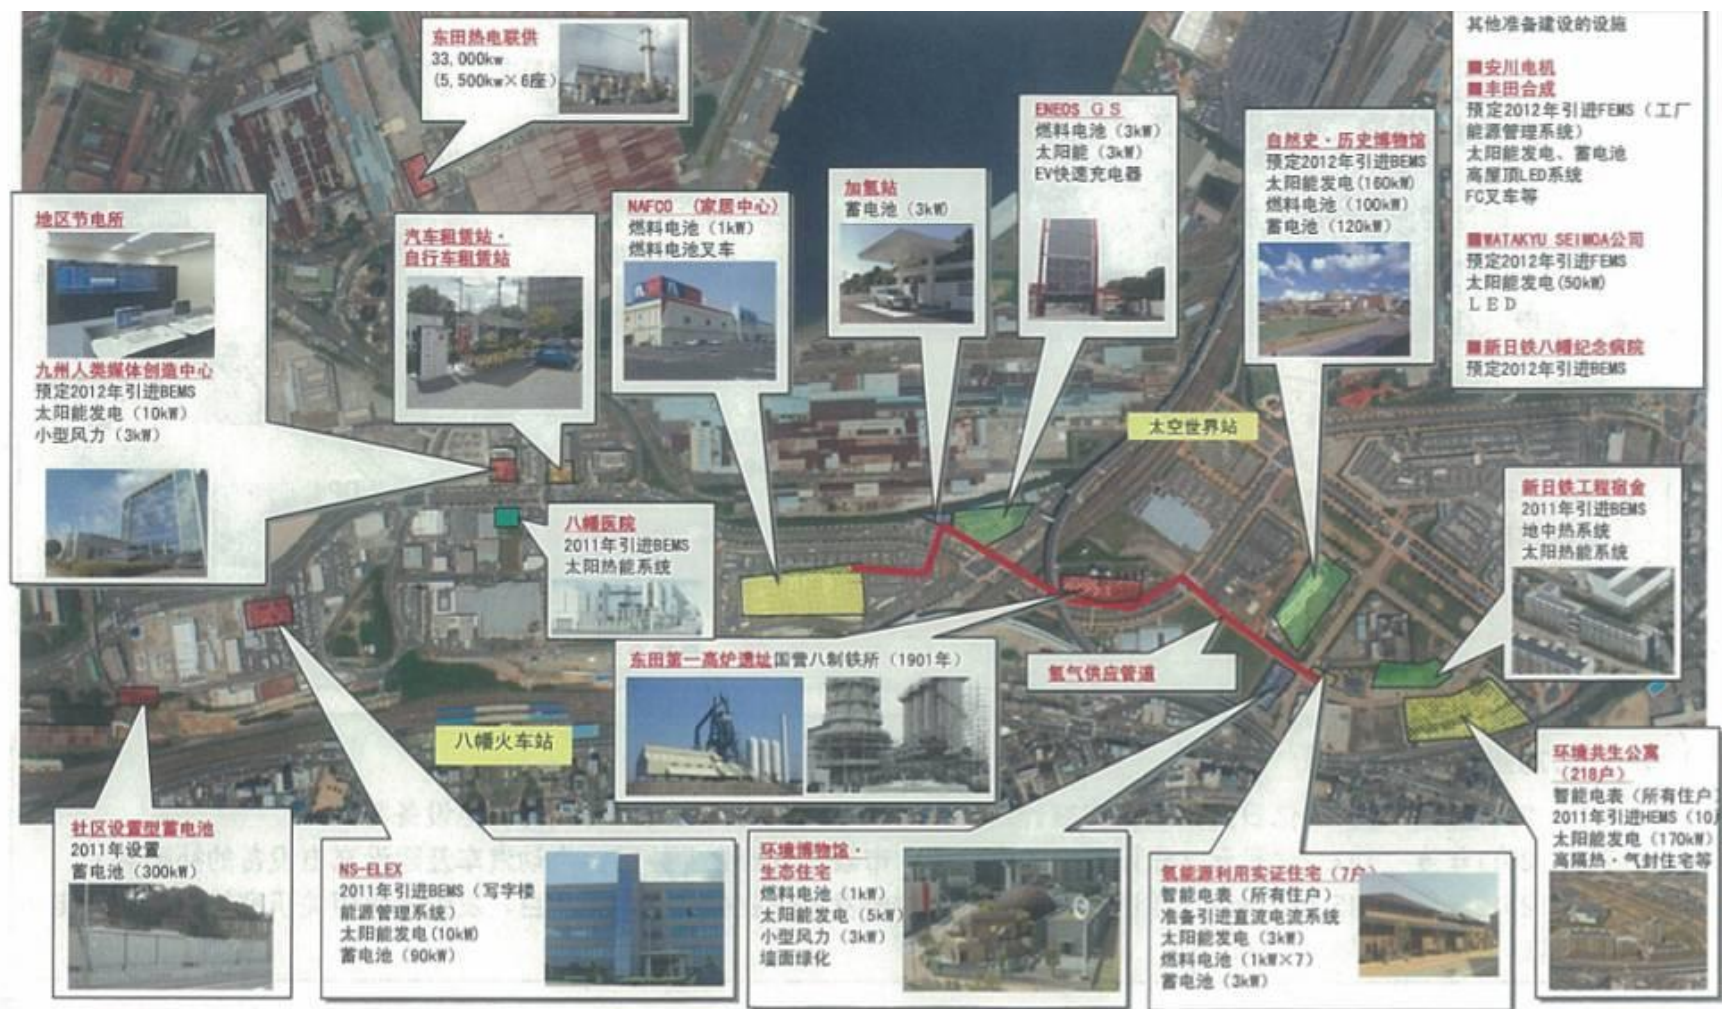 东田热电联供
33,000kw
(5,500kw×6座)
地区节电所
九州人类媒体创造中心
预定2012年引进BEMS
太阳能发电（10kW）
小型风力（3kW）
汽车租赁站·
自行车租赁站
NAFCO （家居中心）
燃料电池（1kW）
燃料电池叉车
加氢站
蓄电池（3kW）
ENEOS GS
燃料电池（3kW）
太阳能（3kW）
EV快速充电器
自然史·历史博物馆
预定2012年引进BEMS
太阳能发电(160kW)
燃料电池（100kW）
蓄电池（120kW）
其他准备建设的设施
■安川电机
■丰田合成
预定2012年引进FEMS（工厂
能源管理系统）
太阳能发电、蓄电池
高屋顶LED系统
FC叉车等
■WATAKYU SEIMOA公司
预定2012年引进FEMS
太阳能发电(50kW)
LED
■新日铁八幡纪念病院
预定2012年引进BEMS
太空世界站
八幡医院
2011年引进BEMS
太阳热能系统
新日铁工程宿舍
2011年引进BEMS
地中热系统
太阳热能系统
东田第一高炉遗址国营八制铁所（1901年）
氢气供应管道
八幡火车站
社区设置型蓄电池
2011年设置
蓄电池（300kW）
NS-ELEX
2011年引进BEMS（写字楼
能源管理系统）
太阳能发电(10kW)
蓄电池（90kW）
环境博物馆·
生态住宅
燃料电池（1kW）
太阳能发电（5kW）
小型风力（3kW）
墙面绿化
氢能源利用实证住宅（7户）
智能电表（所有住户）
准备引进直流电流系统
太阳能发电（3kW）
燃料电池（1kW×7）
蓄电池（3kW）
环境共生公寓
（218户）
智能电表（所有住户
2011年引进HEMS（10
太阳能发电（170kW）
高隔热·气封住宅等